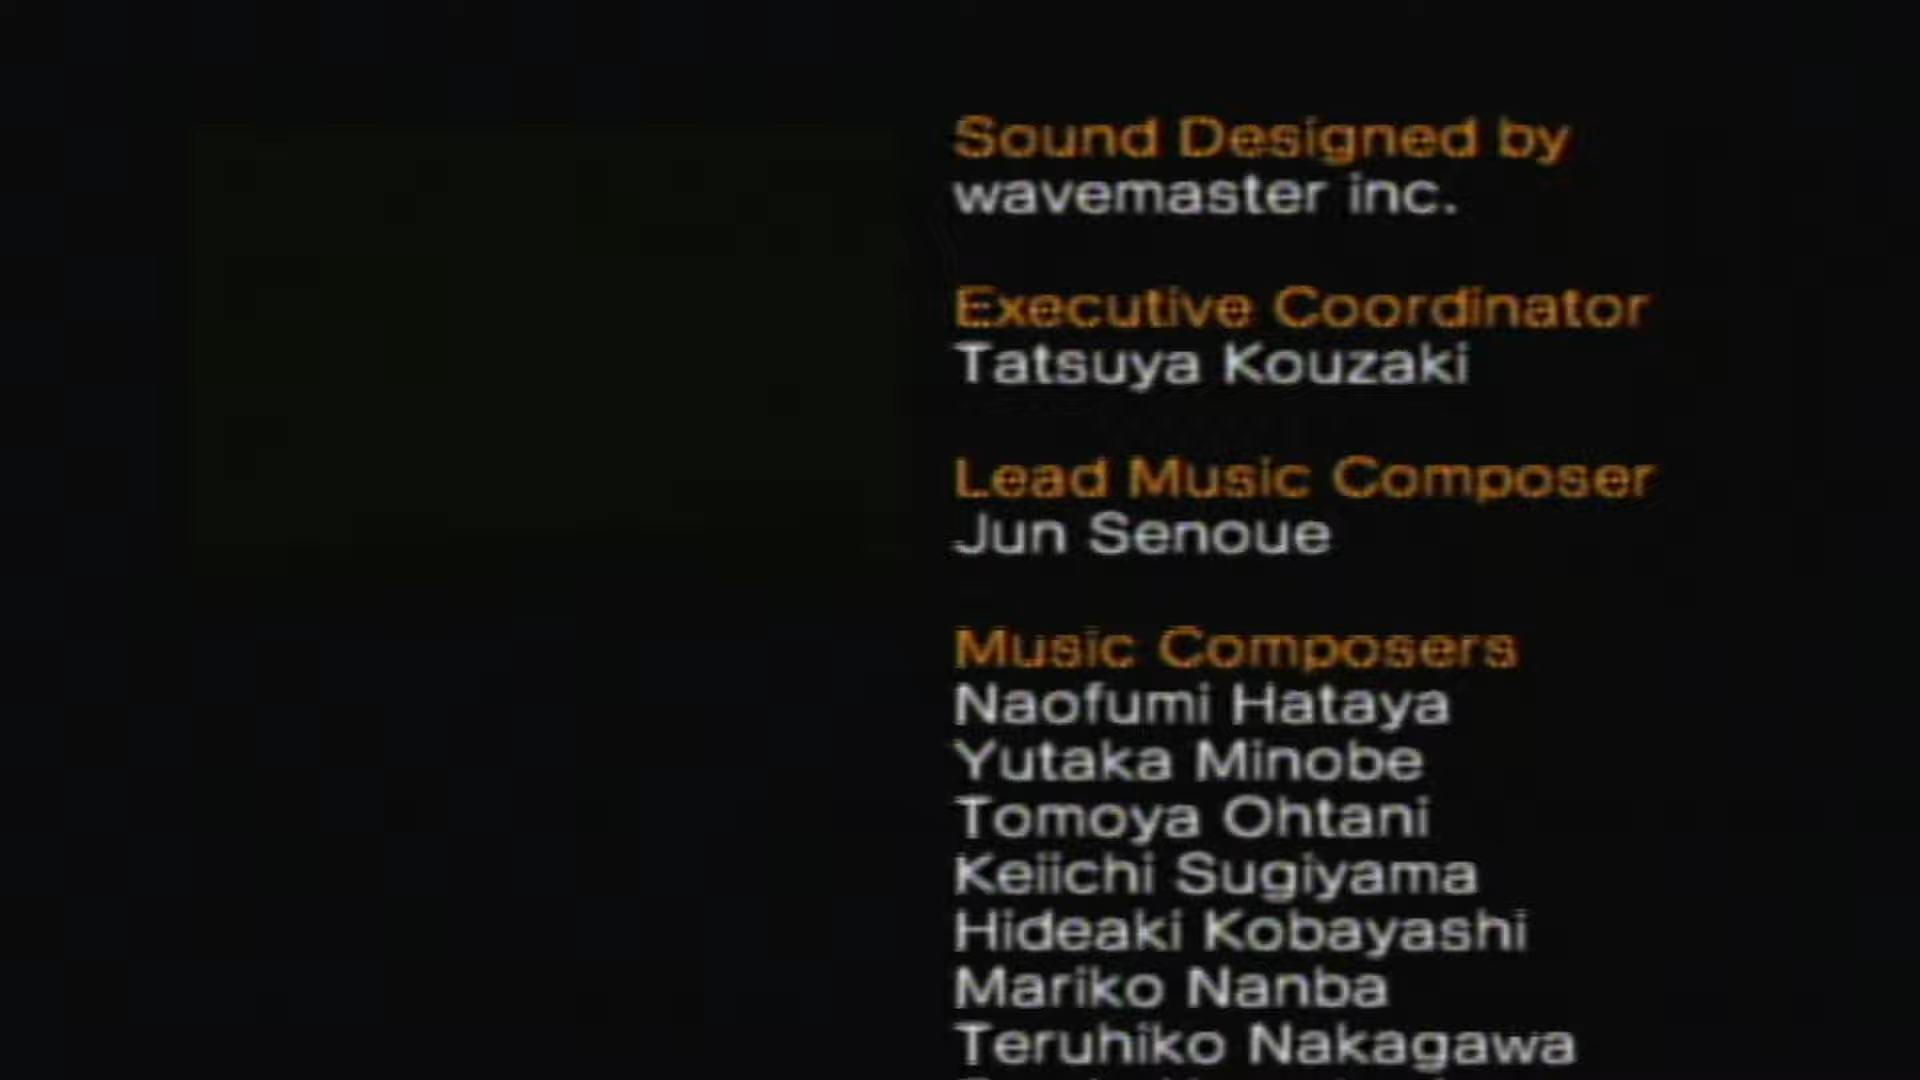 Sound Designed by
wavemaster inc.
Executive Coordinator
Tatsuya Kouzaki
Lead Music Composer
Jun Senoue
Music Composers
Naofumi Hataya
Yutaka Minobe
Tomoya Ohtani
Keiichi Sugiyama
Hideaki Kobayashi
Mariko Nanba
Teruhiko Nakagawa